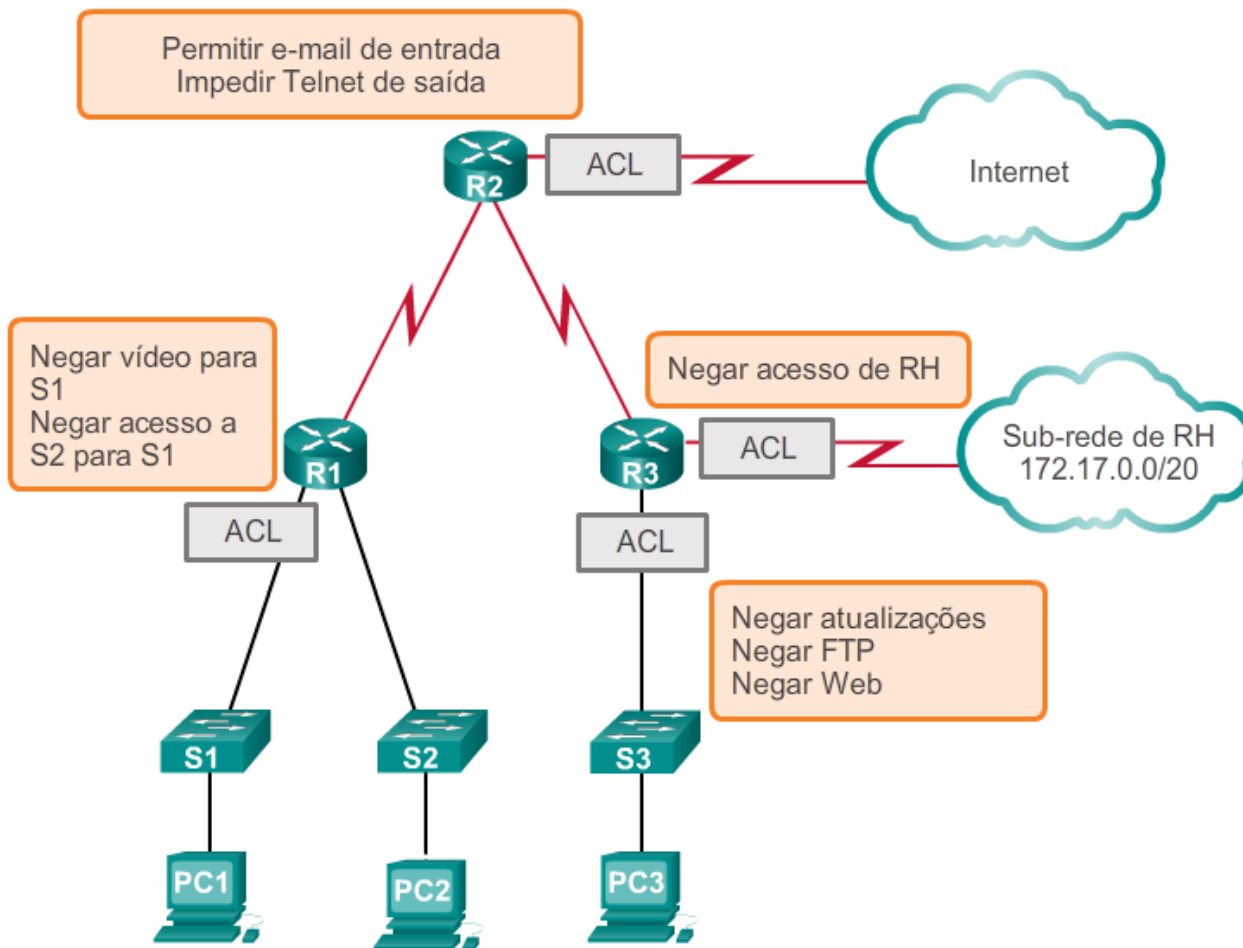 Permitir e-mail de entrada
Impedir Telnet de saída
R2
ACL
Internet
Negar vídeo para
S1
Negar acesso a
S2 para S1
Negar acesso de RH
R1
ACL
R3
ACL
Sub-rede de RH
172.17.0.0/20
ACL
Negar atualizações
Negar FTP
Negar Web
S1
S2
S3
PC1
PC2
PC3